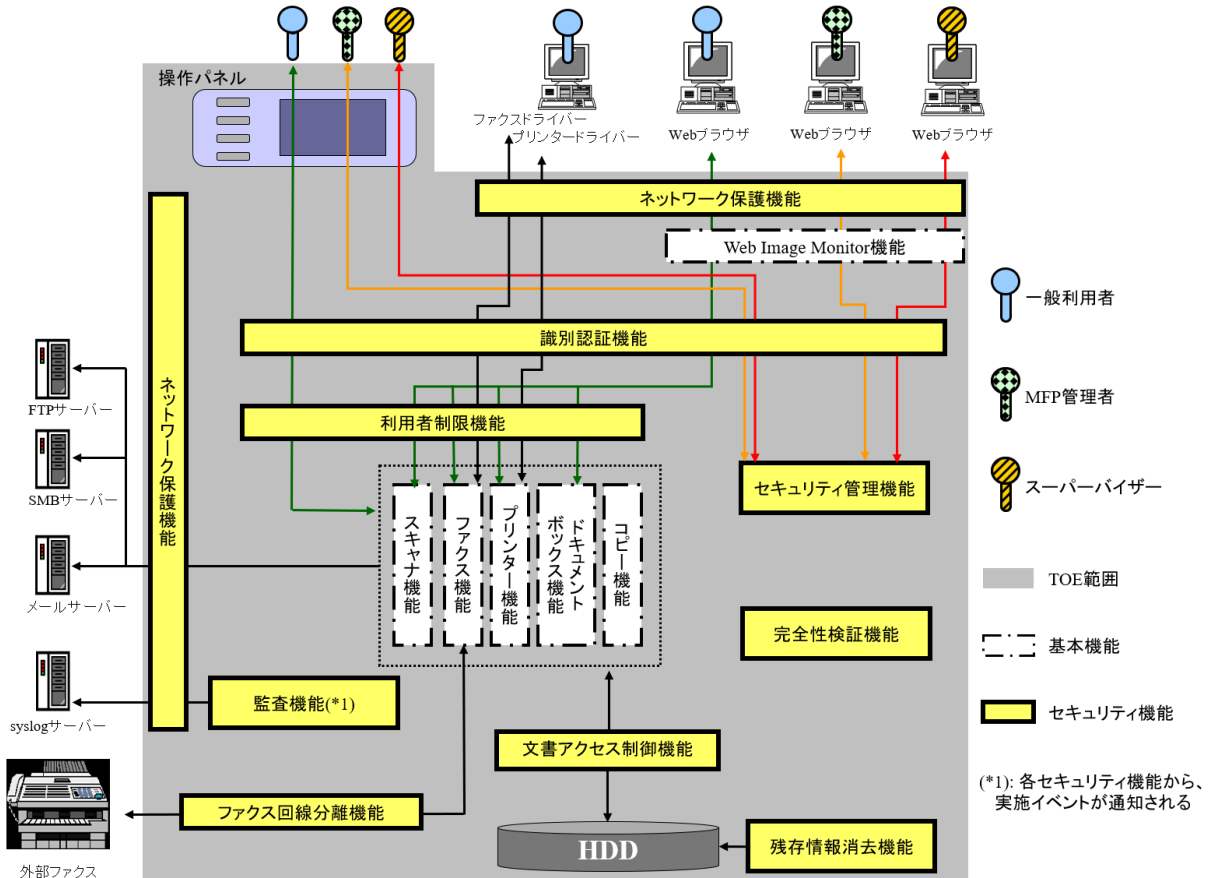 操作パネル
ファクスドライバー
プリンタードライバー
Webブラウザ
Webブラウザ
Webブラウザ
ネットワーク保護機能
Web Image Monitor機能
識別認証機能
利用者制限機能
セキュリティ管理機能
ネットワーク保護機能
FTPサーバー
SMBサーバー
メールサーバー
syslogサーバー
外部ファクス
スキャナ機能
ファクス機能
プリンター機能
ドキュメント
ボックス機能
コピー機能
完全性検証機能
監査機能(*1)
文書アクセス制御機能
ファクス回線分離機能
HDD
残存情報消去機能
一般利用者
MFP管理者
スーパーバイザー
TOE範囲
基本機能
セキュリティ機能
(*1): 各セキュリティ機能から、
実施イベントが通知される